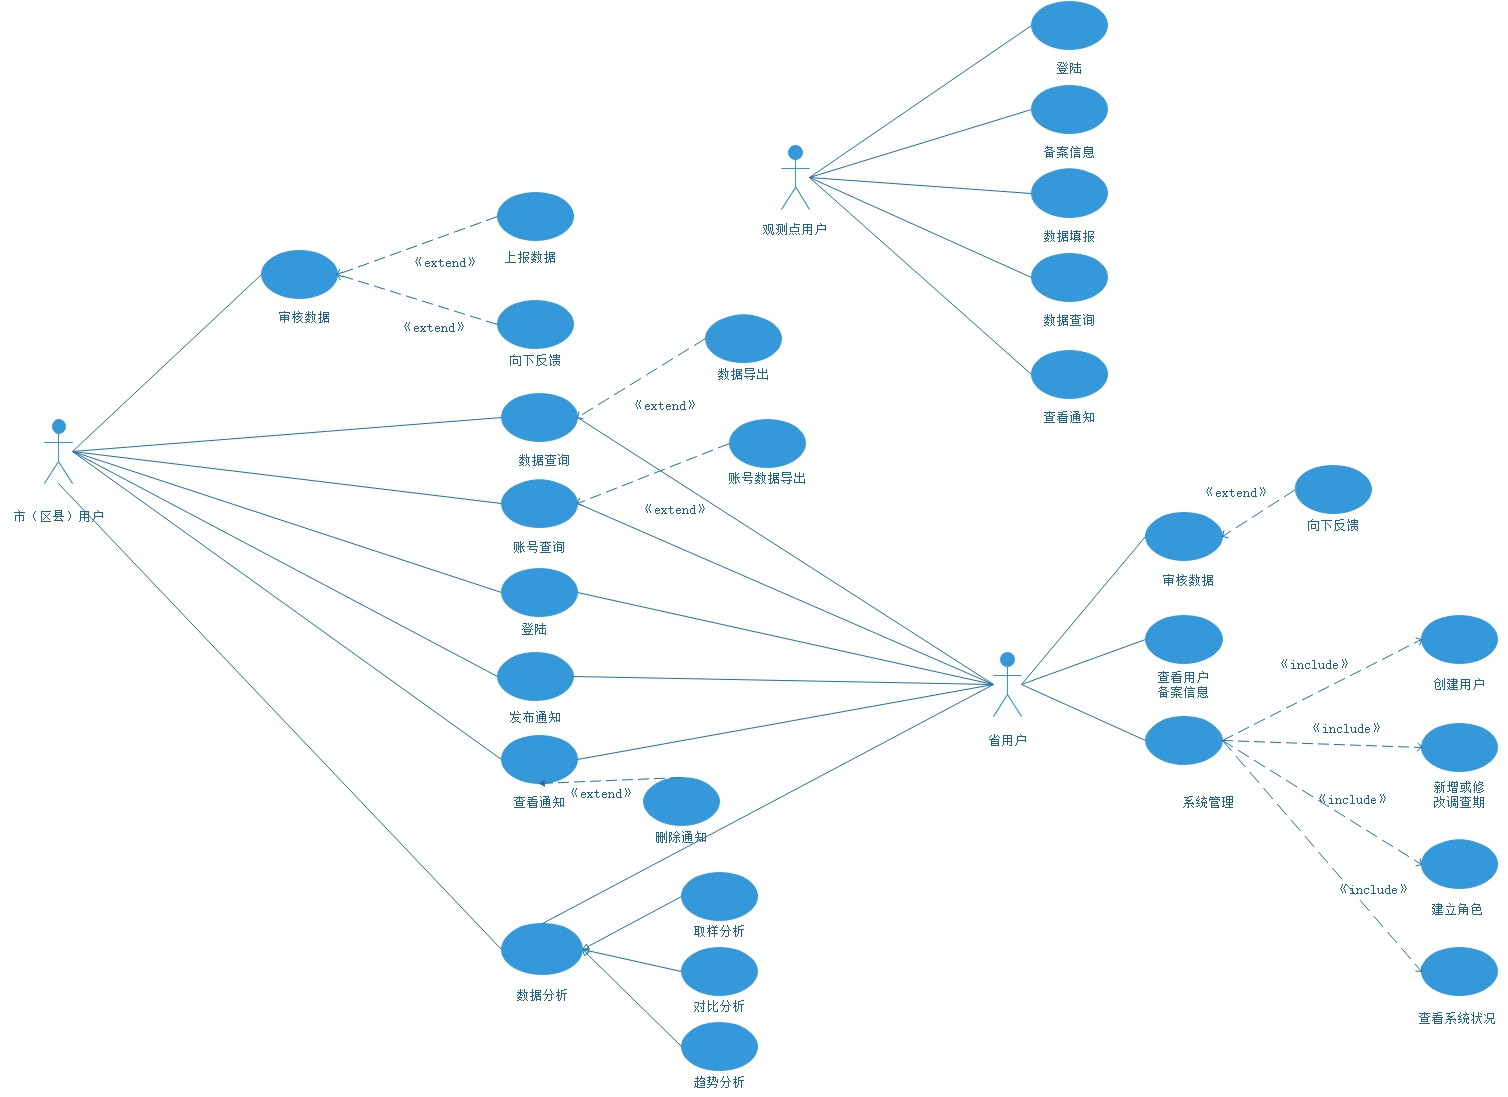 登陆
备案信息
观测点用户
数据填报
上报数据
《extend》
审核数据
数据查询
《extend》
向下反馈
数据导出
《extend》
查看通知
数据查询
账号数据导出
《extend》
《extend》
市（区县）用户
向下反馈
账号查询
审核数据
登陆
《include》
查看用户
备案信息
创建用户
发布通知
《include》
省用户
《extend》
查看通知
新增或修
改调查期
系统管理
《include》
删除通知
《include》
建立角色
取样分析
数据分析
对比分析
查看系统状况
趋势分析